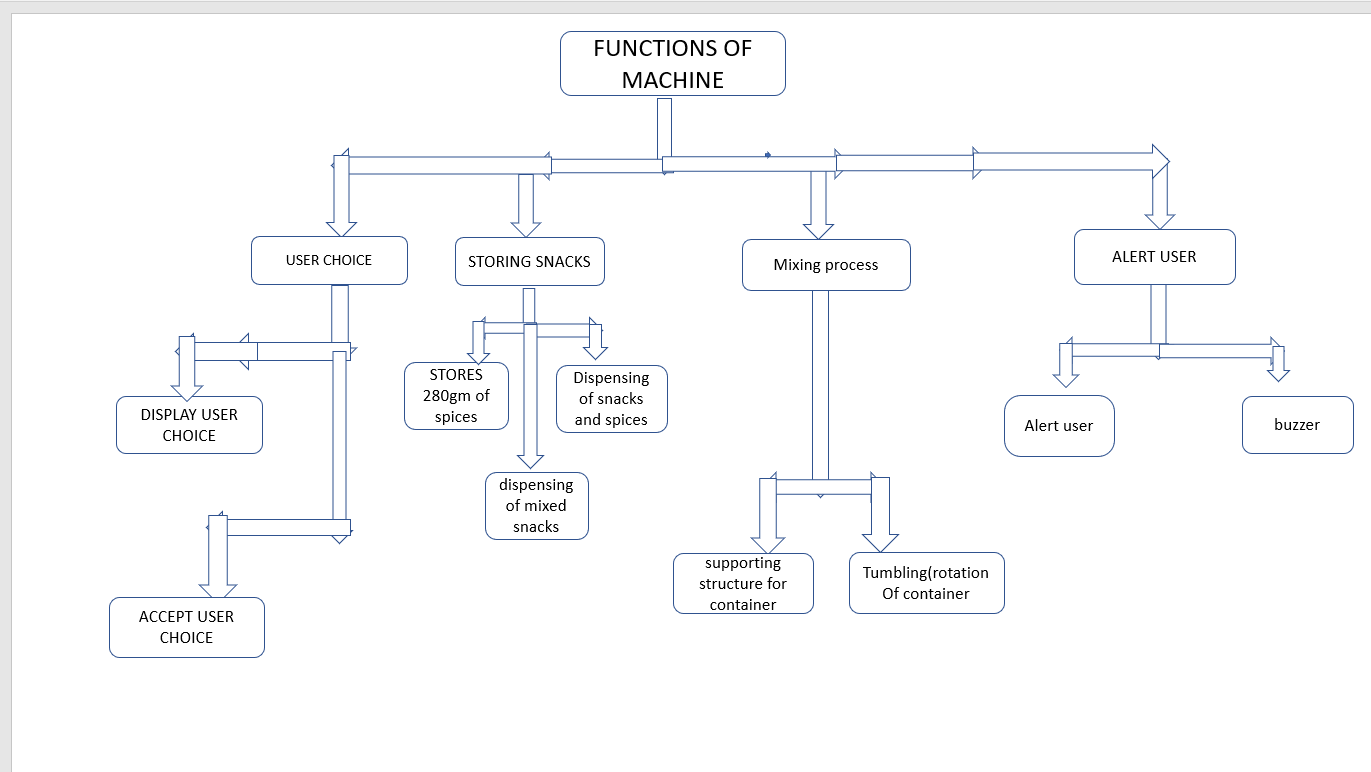 FUNCTIONS OF
MACHINE
USER CHOICE
STORING SNACKS
Mixing process
ALERT USER
DISPLAY USER
CHOICE
STORES
280gm of
spices
Dispensing
of snacks
and spices
Alert user
buzzer
dispensing
of mixed
snacks
supporting
structure for
container
Tumbling(rotation
Of container
ACCEPT USER
CHOICE